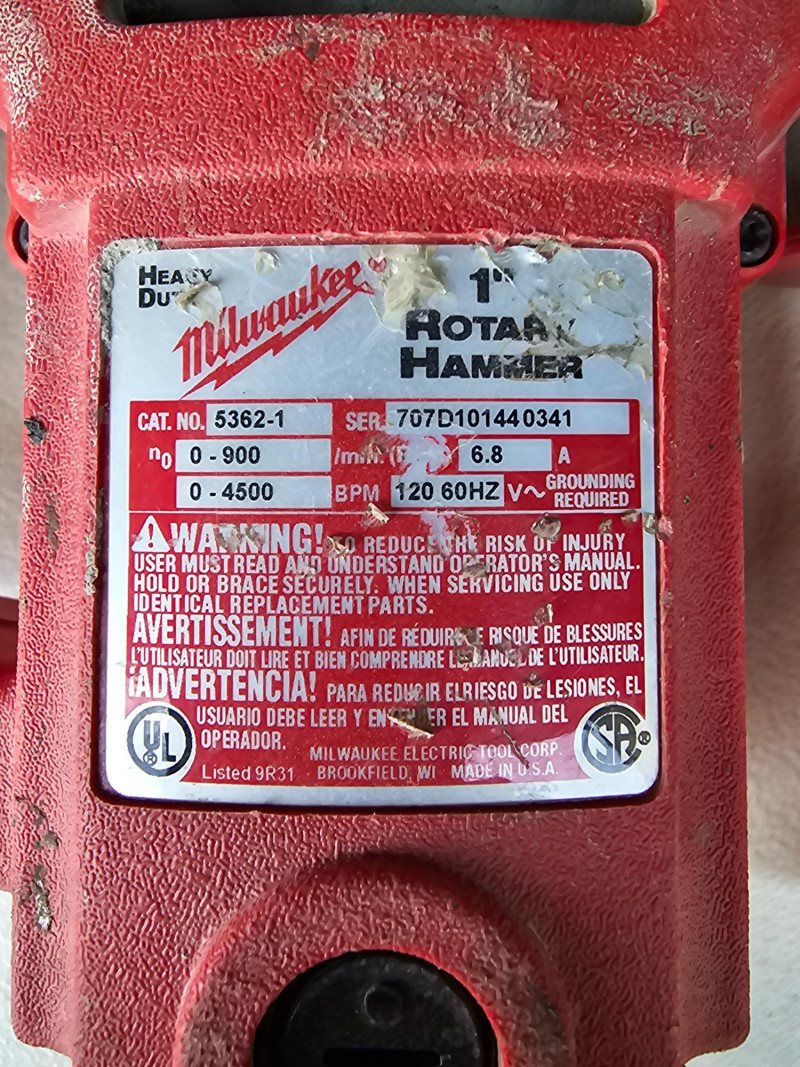 HEAVY
DUTY
Milwaukee®
1"
ROTARY
HAMMER
CAT. NO. 5362-1 SER. 707D101440341
n0 0 - 900 /min. 6.8 A
0 - 4500 BPM 120 60HZ V~ GROUNDING REQUIRED
WARNING! TO REDUCE THE RISK OF INJURY
USER MUST READ AND UNDERSTAND OPERATOR'S MANUAL.
HOLD OR BRACE SECURELY. WHEN SERVICING USE ONLY
IDENTICAL REPLACEMENT PARTS.
AVERTISSEMENT! AFIN DE RÉDUIRE LE RISQUE DE BLESSURES
L'UTILISATEUR DOIT LIRE ET BIEN COMPRENDRE LE MANUEL DE L'UTILISATEUR.
¡ADVERTENCIA! PARA REDUCIR EL RIESGO DE LESIONES, EL
USUARIO DEBE LEER Y ENTENDER EL MANUAL DEL
OPERADOR.
UL®
Listed 9R31
MILWAUKEE ELECTRIC TOOL CORP.
BROOKFIELD, WI MADE IN U.S.A.
CSA®